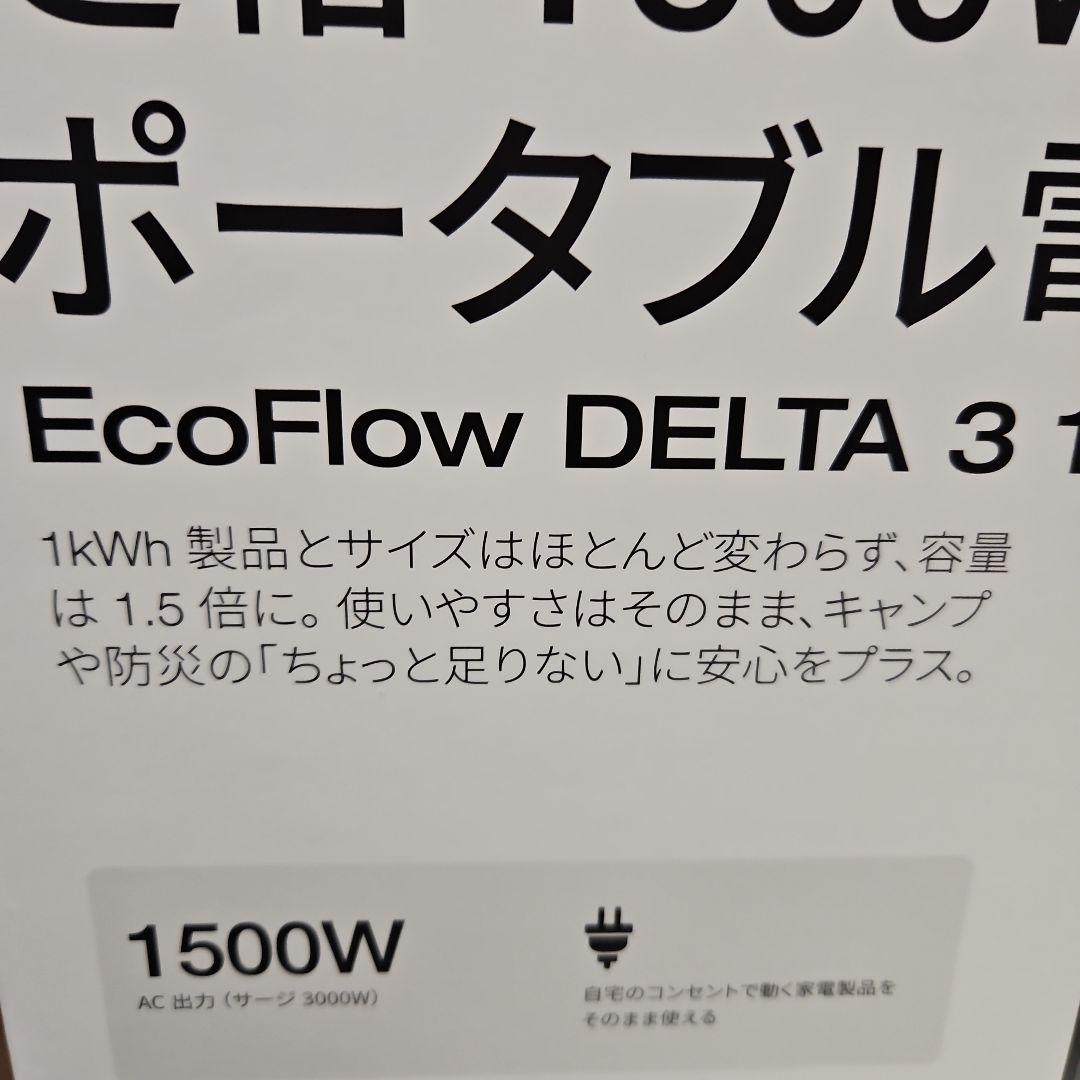 定格 1500W
ポータブル電
EcoFlow DELTA 3 1
1kWh 製品とサイズはほとんど変わらず、容量
は 1.5 倍に。使いやすさはそのまま、キャンプ
や防災の「ちょっと足りない」に安心をプラス。
1500W
AC 出力（サージ 3000W）
自宅のコンセントで動く家電製品を
そのまま使える